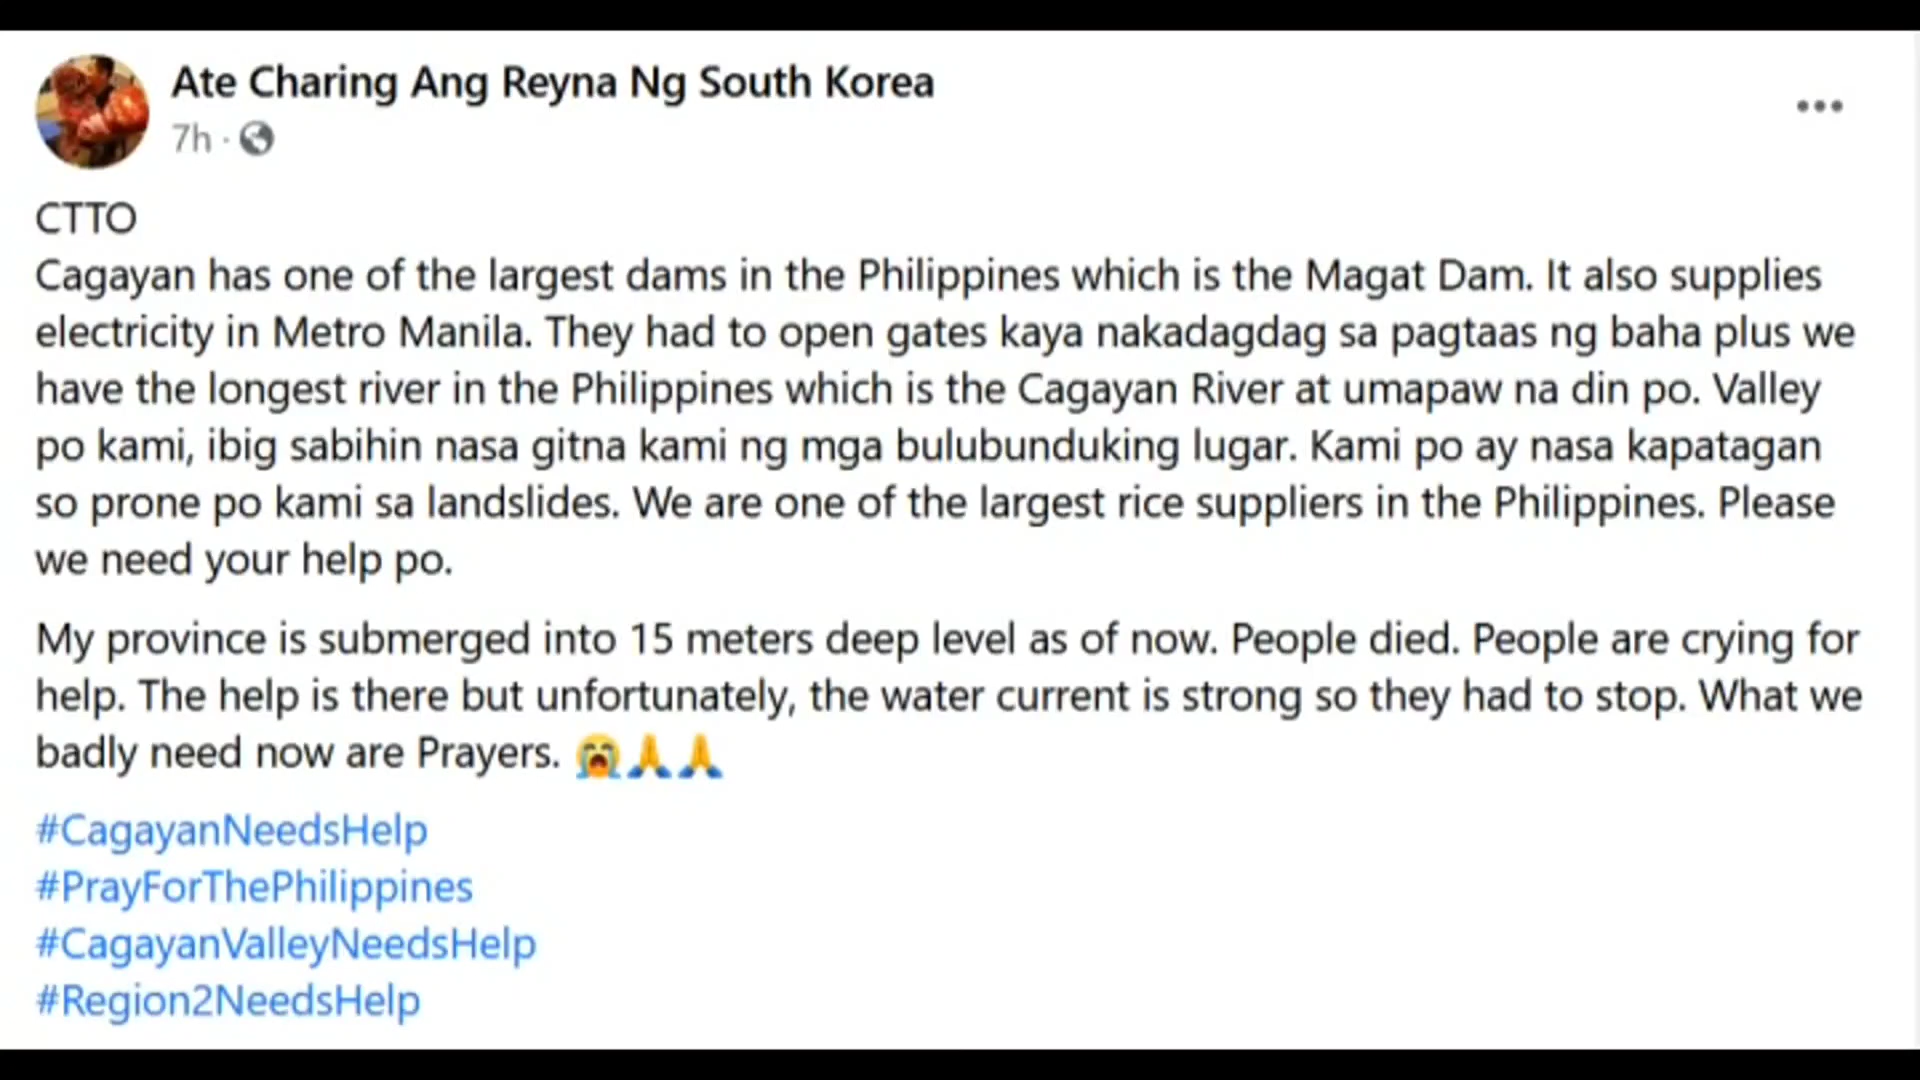 Ate Charing Ang Reyna Ng South Korea
7h ·
CTTO
Cagayan has one of the largest dams in the Philippines which is the Magat Dam. It also supplies
electricity in Metro Manila. They had to open gates kaya nakadagdag sa pagtaas ng baha plus we
have the longest river in the Philippines which is the Cagayan River at umapaw na din po. Valley
po kami, ibig sabihin nasa gitna kami ng mga bulubunduking lugar. Kami po ay nasa kapatagan
so prone po kami sa landslides. We are one of the largest rice suppliers in the Philippines. Please
we need your help po.
My province is submerged into 15 meters deep level as of now. People died. People are crying for
help. The help is there but unfortunately, the water current is strong so they had to stop. What we
badly need now are Prayers. 😭🙏🙏
#CagayanNeedsHelp
#PrayForThePhilippines
#CagayanValleyNeedsHelp
#Region2NeedsHelp